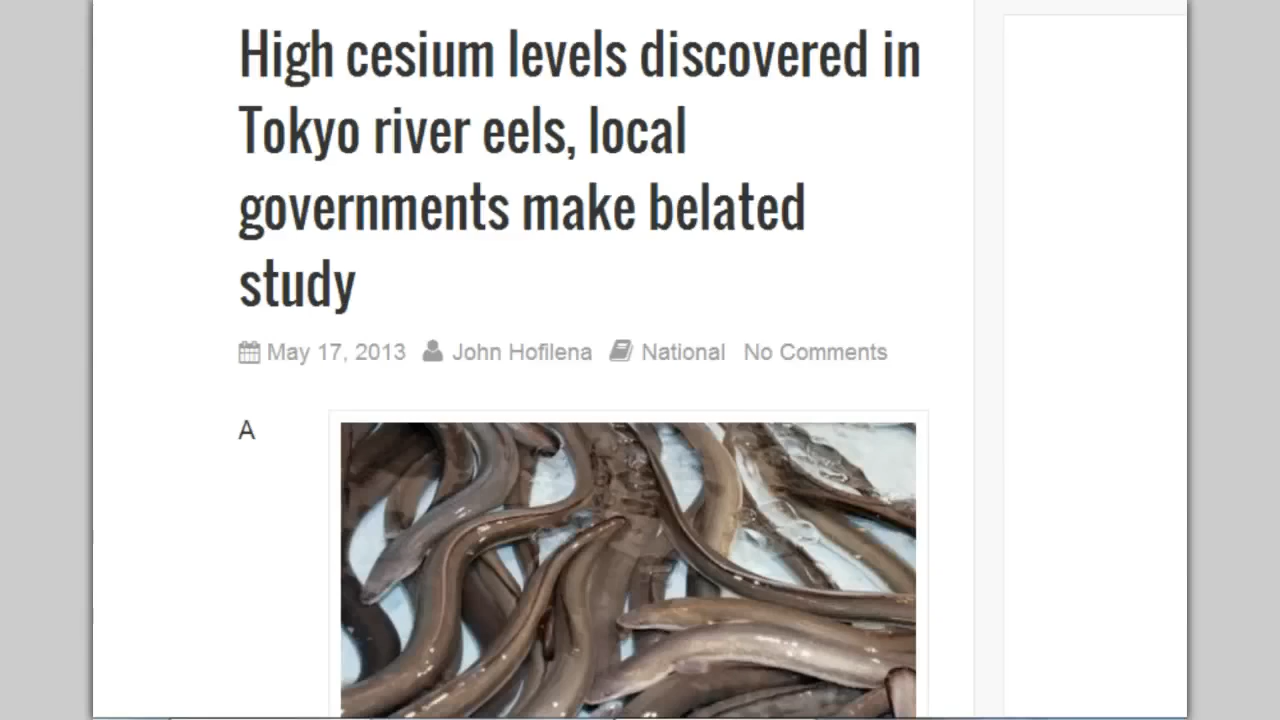 High cesium levels discovered in
Tokyo river eels, local
governments make belated
study
May 17, 2013 John Hofilena National No Comments
A